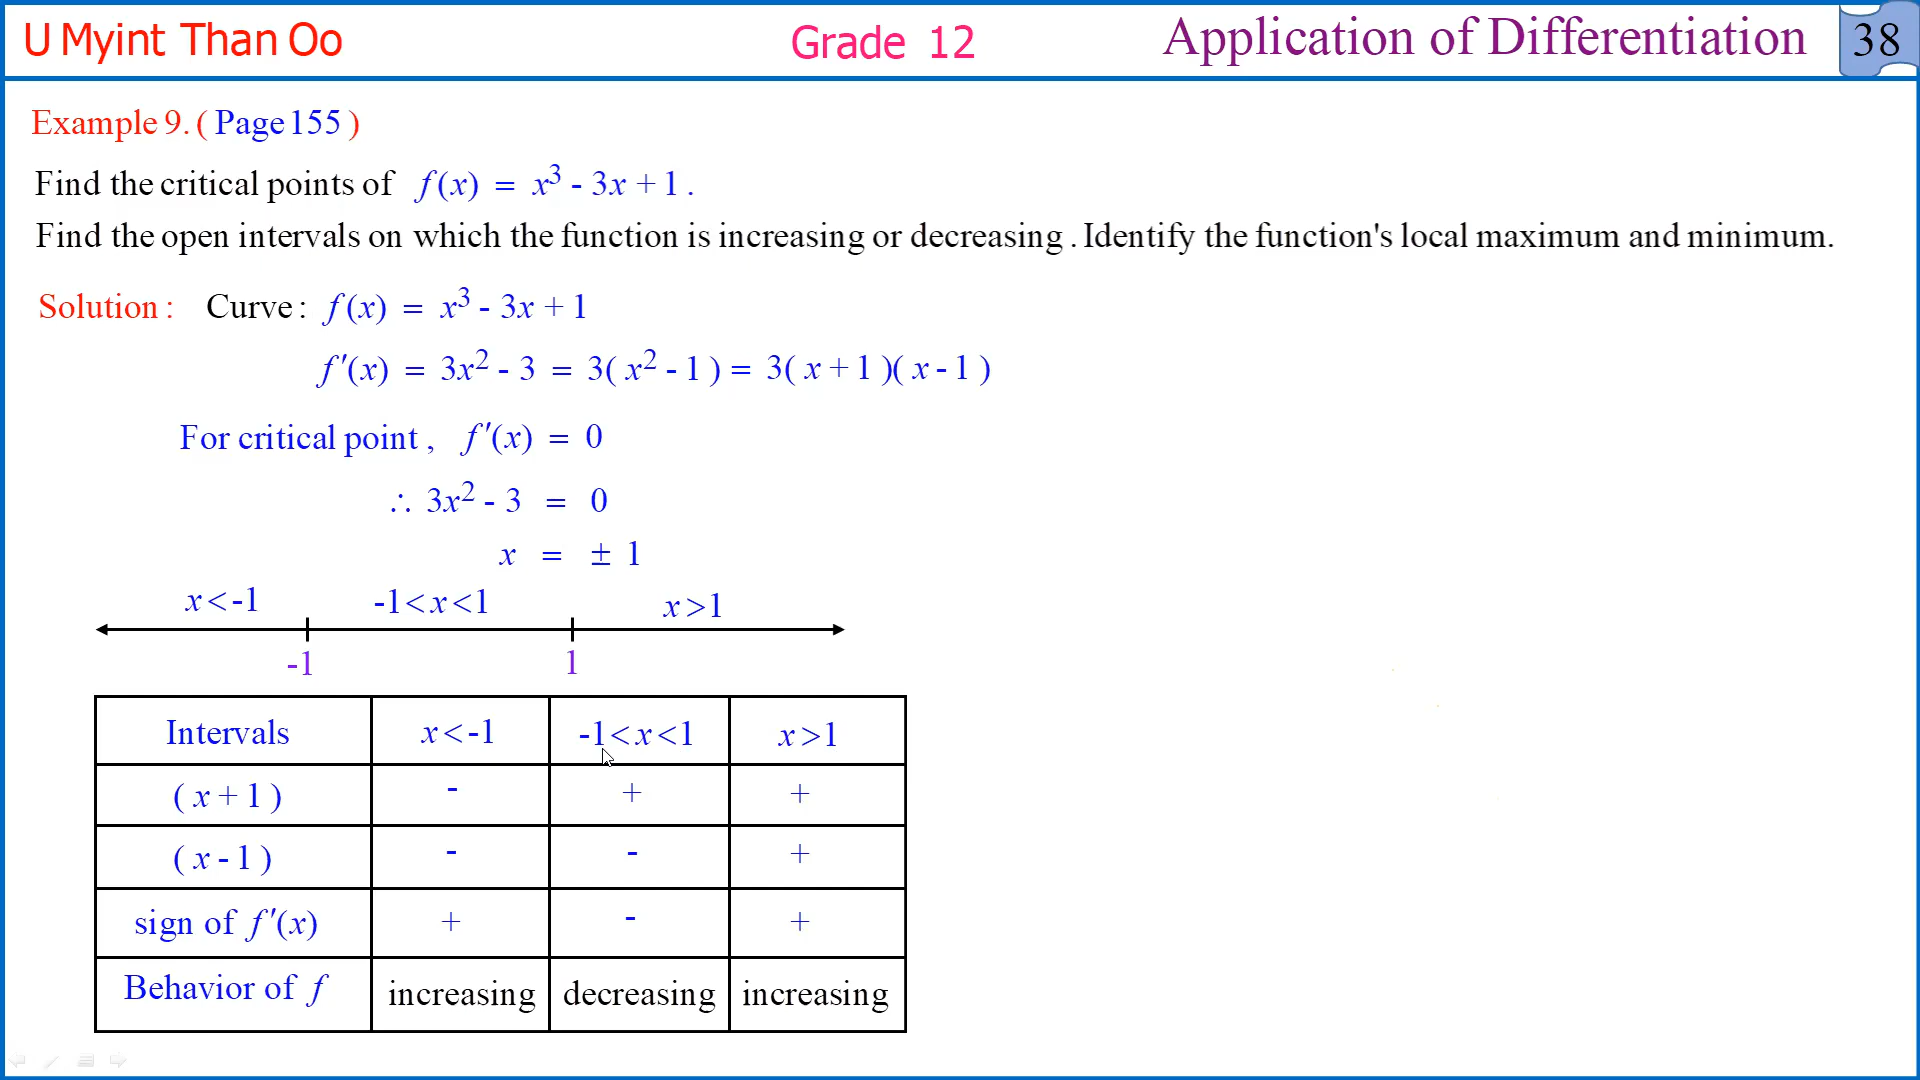 U Myint Than Oo Grade 12 Application of Differentiation 38
Example 9. ( Page 155 )
Find the critical points of f(x) = x³ - 3x + 1 .
Find the open intervals on which the function is increasing or decreasing . Identify the function's local maximum and minimum.
Solution : Curve : f(x) = x³ - 3x + 1
f′(x) = 3x² - 3 = 3( x² - 1 ) = 3( x + 1 )( x - 1 )
For critical point , f′(x) = 0
∴ 3x² - 3 = 0
x = ± 1
x < -1 -1 < x < 1 x > 1
-1 1
Intervals x < -1 -1 < x < 1 x > 1
( x + 1 ) - + +
( x - 1 ) - - +
sign of f′(x) + - +
Behavior of f increasing decreasing increasing